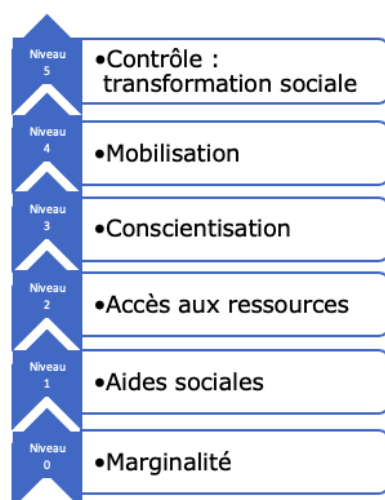 Niveau
5
•Contrôle :
transformation sociale
Niveau
4
•Mobilisation
Niveau
3
•Conscientisation
Niveau
2
•Accès aux ressources
Niveau
1
•Aides sociales
Niveau
0
•Marginalité